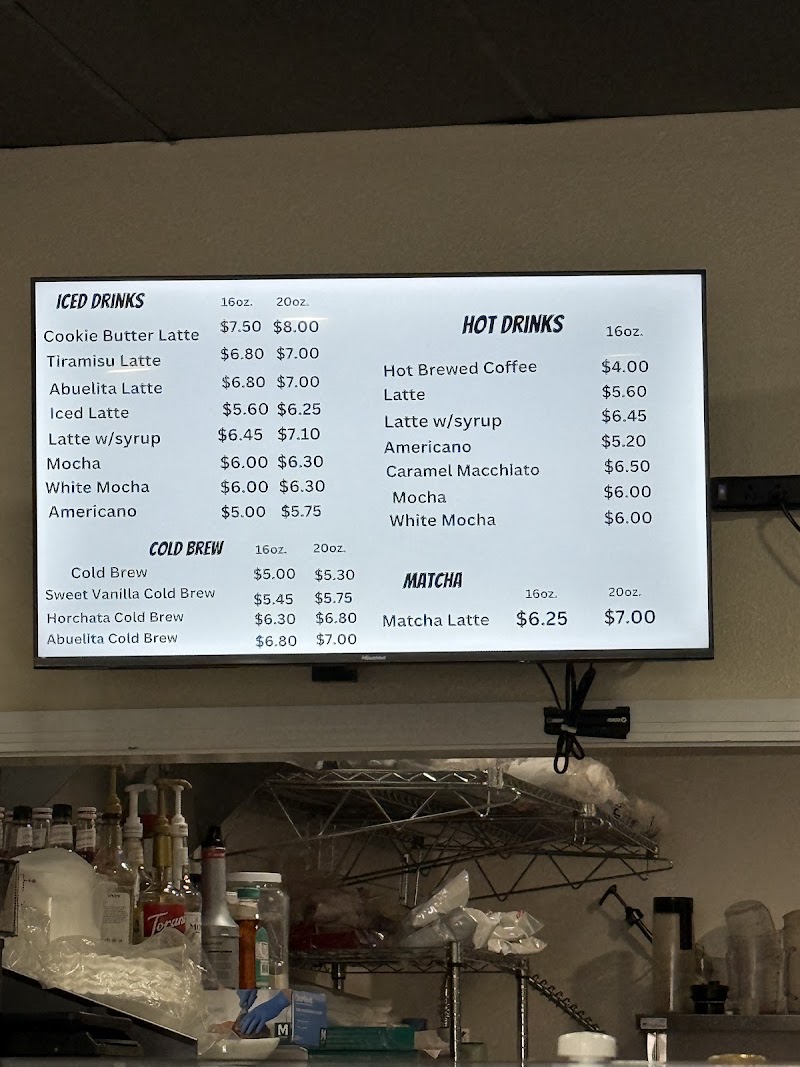 ICED DRINKS 16oz. 20oz.
Cookie Butter Latte $7.50 $8.00
Tiramisu Latte $6.80 $7.00
Abuelita Latte $6.80 $7.00
Iced Latte $5.60 $6.25
Latte w/syrup $6.45 $7.10
Mocha $6.00 $6.30
White Mocha $6.00 $6.30
Americano $5.00 $5.75
COLD BREW 16oz. 20oz.
Cold Brew $5.00 $5.30
Sweet Vanilla Cold Brew $5.45 $5.75
Horchata Cold Brew $6.30 $6.80
Abuelita Cold Brew $6.80 $7.00
HOT DRINKS 16oz.
Hot Brewed Coffee $4.00
Latte $5.60
Latte w/syrup $6.45
Americano $5.20
Caramel Macchiato $6.50
Mocha $6.00
White Mocha $6.00
MATCHA 16oz. 20oz.
Matcha Latte $6.25 $7.00
Hisense
Torani
M